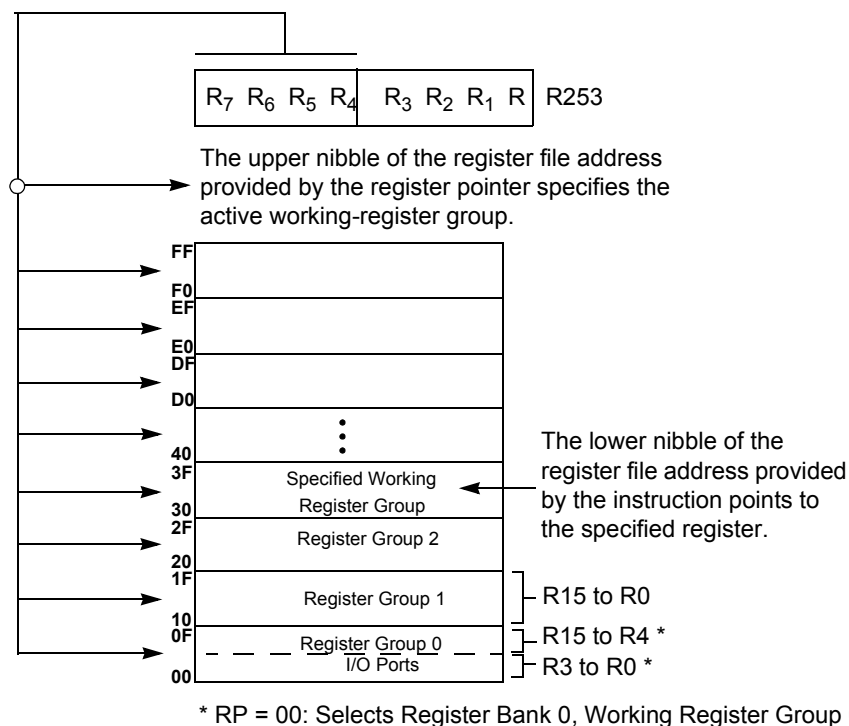 R7 R6 R5 R4 R3 R2 R1 R R253
The upper nibble of the register file address
provided by the register pointer specifies the
active working-register group.
FF
F0
EF
E0
DF
D0
40
3F
Specified Working
Register Group
30
2F
Register Group 2
20
1F
Register Group 1
10
0F
Register Group 0
I/O Ports
00
The lower nibble of the
register file address provided
by the instruction points to
the specified register.
R15 to R0
R15 to R4 *
R3 to R0 *
* RP = 00: Selects Register Bank 0, Working Register Group